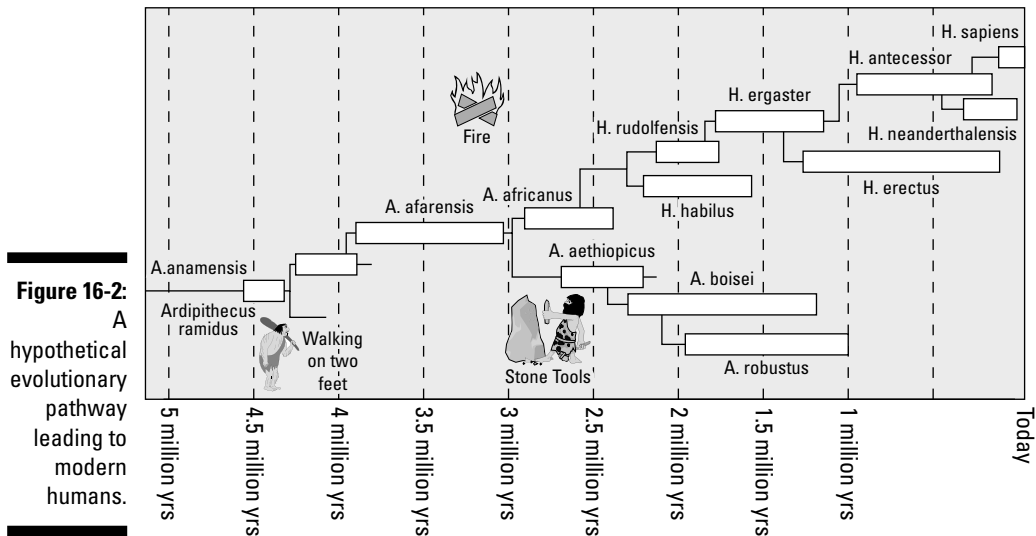 Figure 16-2:
A
hypothetical
evolutionary
pathway
leading to
modern
humans.
H. sapiens
H. antecessor
H. ergaster
Fire
H. rudolfensis
H. neanderthalensis
A. africanus
H. erectus
H. habilus
A. afarensis
A. aethiopicus
A.anamensis
A. boisei
Ardipithecus
ramidus
Walking
on two
feet
Stone Tools
A. robustus
5 million yrs
4.5 million yrs
4 million yrs
3.5 million yrs
3 million yrs
2.5 million yrs
2 million yrs
1.5 million yrs
1 million yrs
Today